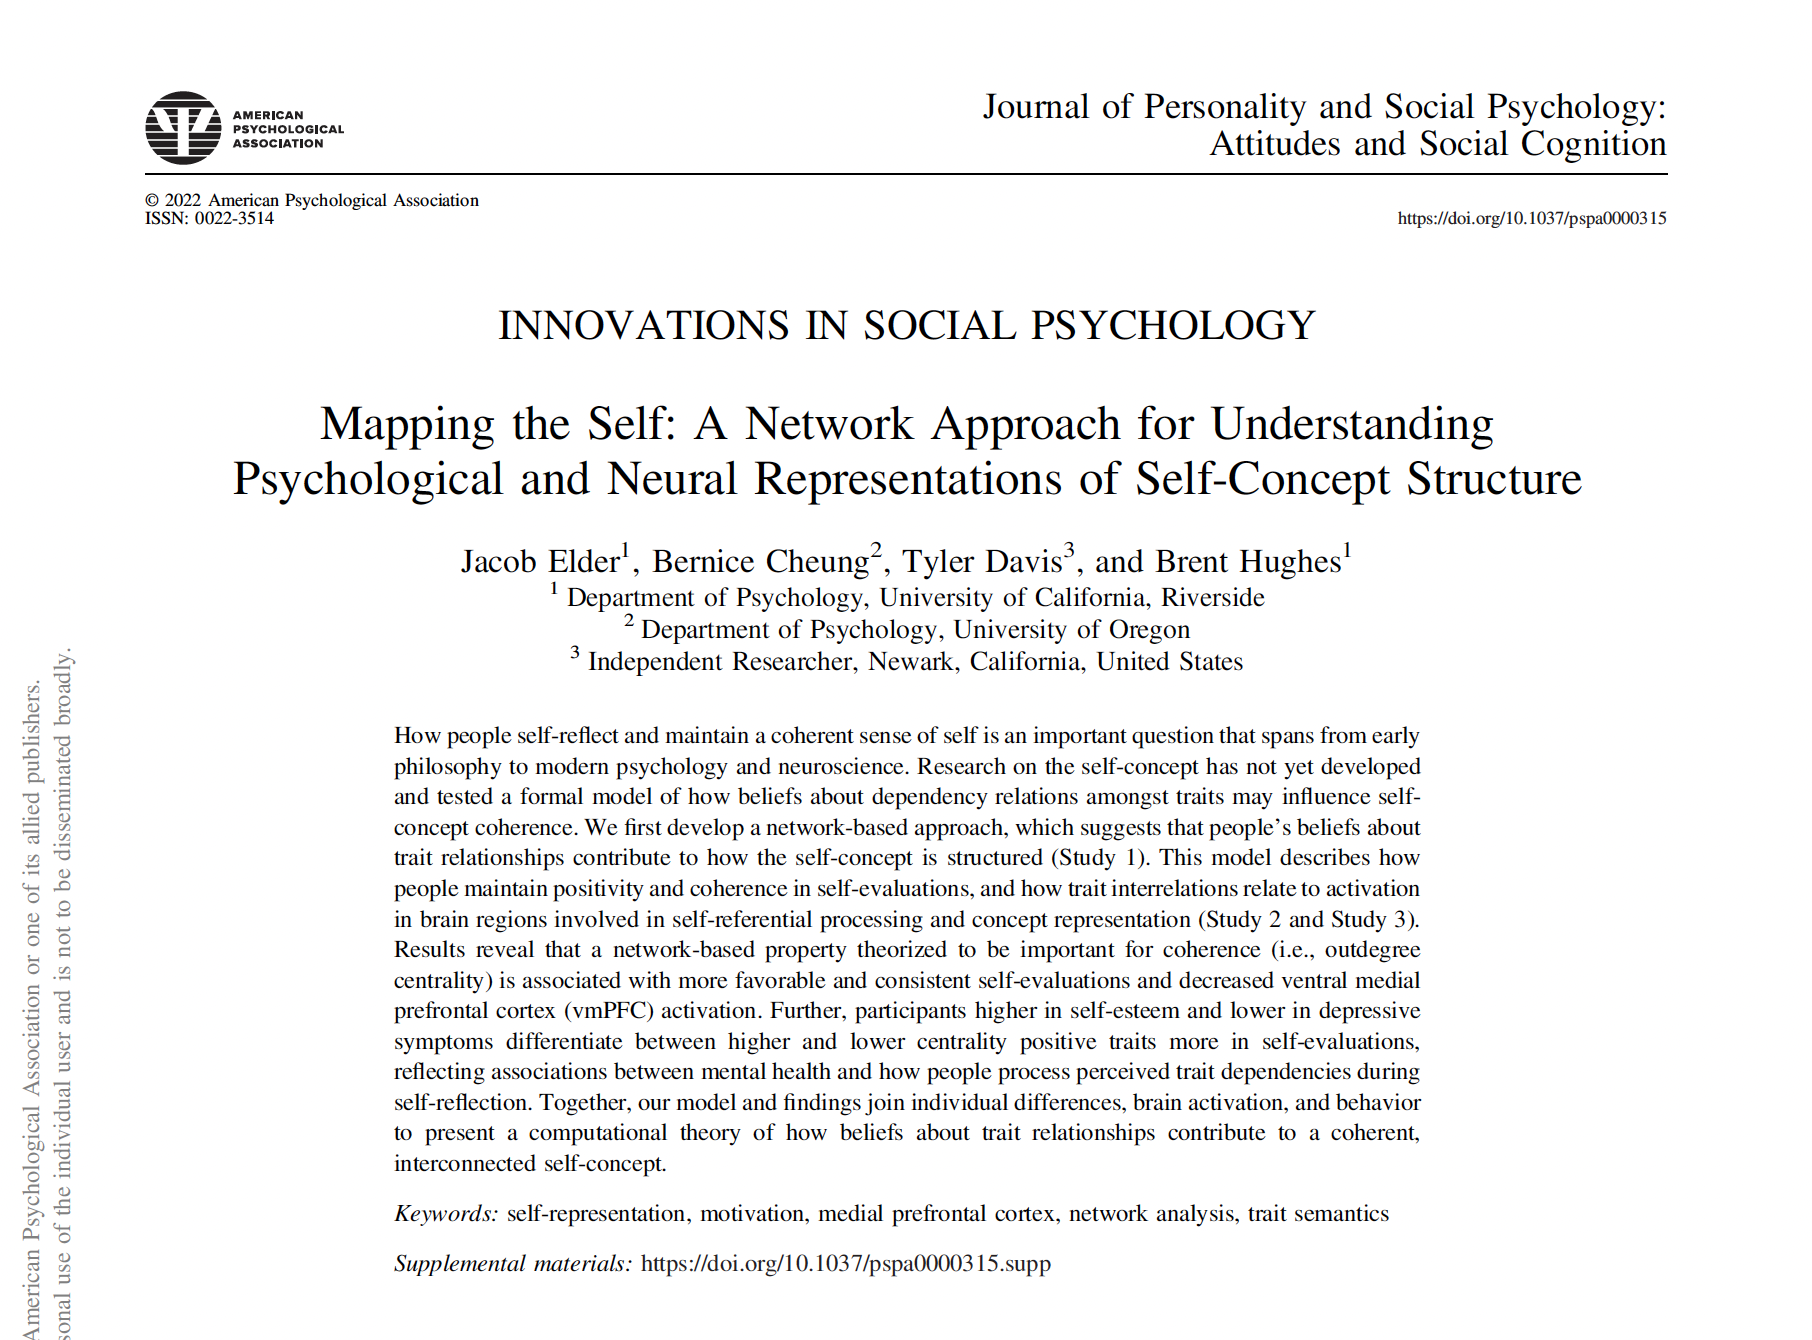 AMERICAN
PSYCHOLOGICAL
ASSOCIATION
Journal of Personality and Social Psychology:
Attitudes and Social Cognition
© 2022 American Psychological Association
ISSN: 0022-3514
https://doi.org/10.1037/pspa0000315
INNOVATIONS IN SOCIAL PSYCHOLOGY
Mapping the Self: A Network Approach for Understanding
Psychological and Neural Representations of Self-Concept Structure
Jacob Elder1, Bernice Cheung2, Tyler Davis3, and Brent Hughes1
1 Department of Psychology, University of California, Riverside
2 Department of Psychology, University of Oregon
3 Independent Researcher, Newark, California, United States
How people self-reflect and maintain a coherent sense of self is an important question that spans from early
philosophy to modern psychology and neuroscience. Research on the self-concept has not yet developed
and tested a formal model of how beliefs about dependency relations amongst traits may influence self-
concept coherence. We first develop a network-based approach, which suggests that people's beliefs about
trait relationships contribute to how the self-concept is structured (Study 1). This model describes how
people maintain positivity and coherence in self-evaluations, and how trait interrelations relate to activation
in brain regions involved in self-referential processing and concept representation (Study 2 and Study 3).
Results reveal that a network-based property theorized to be important for coherence (i.e., outdegree
centrality) is associated with more favorable and consistent self-evaluations and decreased ventral medial
prefrontal cortex (vmPFC) activation. Further, participants higher in self-esteem and lower in depressive
symptoms differentiate between higher and lower centrality positive traits more in self-evaluations,
reflecting associations between mental health and how people process perceived trait dependencies during
self-reflection. Together, our model and findings join individual differences, brain activation, and behavior
to present a computational theory of how beliefs about trait relationships contribute to a coherent,
interconnected self-concept.
Keywords: self-representation, motivation, medial prefrontal cortex, network analysis, trait semantics
Supplemental materials: https://doi.org/10.1037/pspa0000315.supp
American Psychological Association or one of its allied publishers.
sonal use of the individual user and is not to be disseminated broadly.